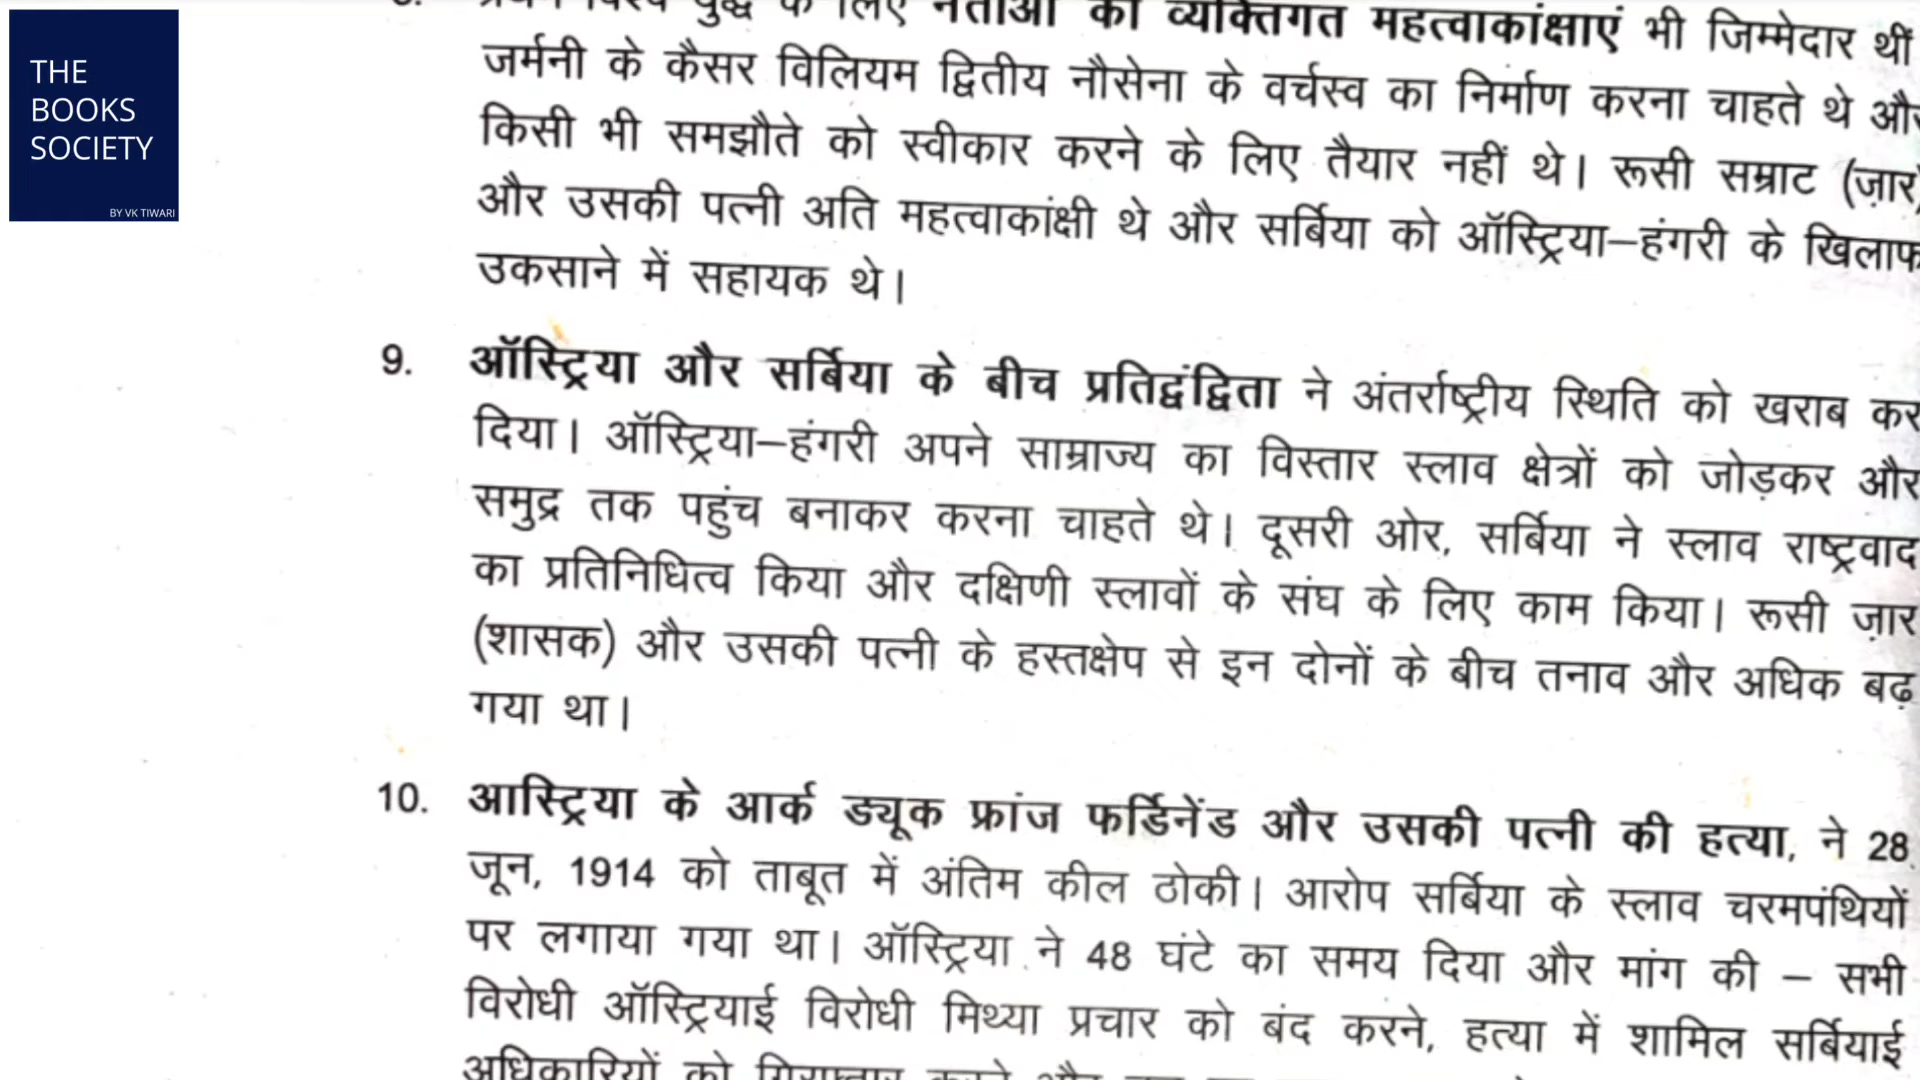 THE
BOOKS
SOCIETY
BY VK TIWARI
प्रथम विश्व युद्ध के लिए नेताओं की व्यक्तिगत महत्वाकांक्षाएं भी जिम्मेदार थीं
जर्मनी के कैसर विलियम द्वितीय नौसेना के वर्चस्व का निर्माण करना चाहते थे और
किसी भी समझौते को स्वीकार करने के लिए तैयार नहीं थे। रूसी सम्राट (ज़ार)
और उसकी पत्नी अति महत्वाकांक्षी थे और सर्बिया को ऑस्ट्रिया–हंगरी के खिलाफ
उकसाने में सहायक थे।
9. ऑस्ट्रिया और सर्बिया के बीच प्रतिद्वंद्विता ने अंतर्राष्ट्रीय स्थिति को खराब कर
दिया। ऑस्ट्रिया–हंगरी अपने साम्राज्य का विस्तार स्लाव क्षेत्रों को जोड़कर और
समुद्र तक पहुंच बनाकर करना चाहते थे। दूसरी ओर, सर्बिया ने स्लाव राष्ट्रवाद
का प्रतिनिधित्व किया और दक्षिणी स्लावों के संघ के लिए काम किया। रूसी ज़ार
(शासक) और उसकी पत्नी के हस्तक्षेप से इन दोनों के बीच तनाव और अधिक बढ़
गया था।
10. आस्ट्रिया के आर्क ड्यूक फ्रांज फर्डिनेंड और उसकी पत्नी की हत्या, ने 28
जून, 1914 को ताबूत में अंतिम कील ठोकी। आरोप सर्बिया के स्लाव चरमपंथियों
पर लगाया गया था। ऑस्ट्रिया ने 48 घंटे का समय दिया और मांग की – सभी
विरोधी ऑस्ट्रियाई विरोधी मिथ्या प्रचार को बंद करने, हत्या में शामिल सर्बियाई
अधिकारियों को गिरफ्तार करने और